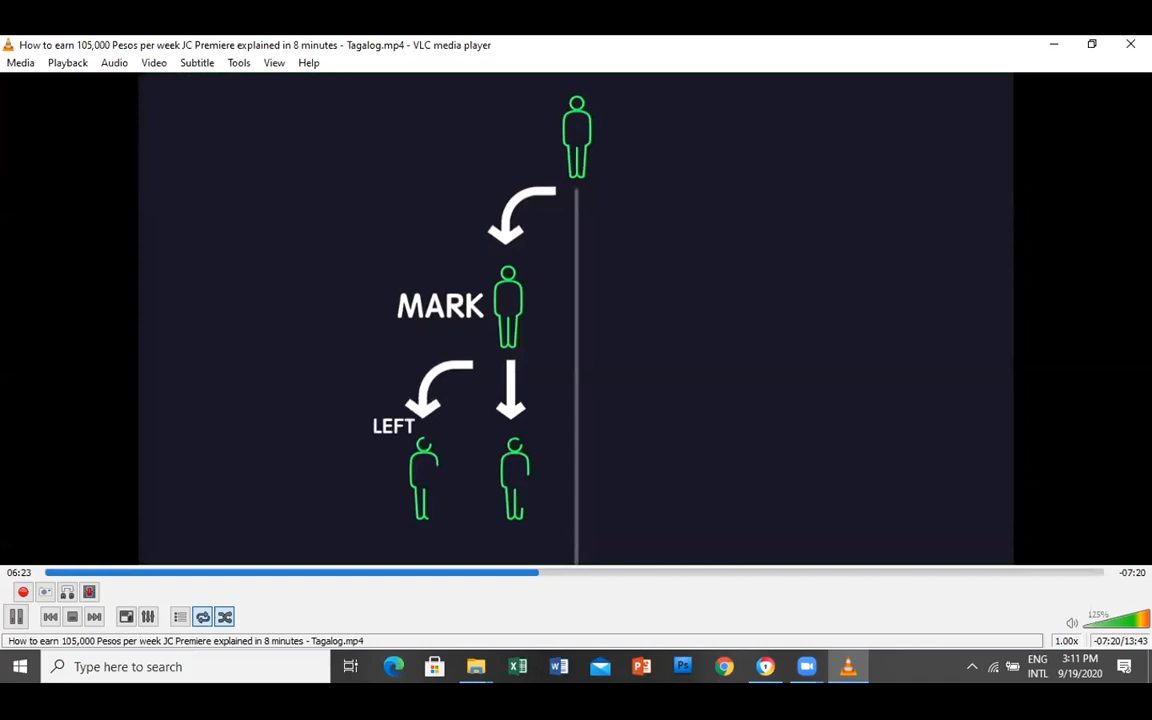 How to earn 105,000 Pesos per week JC Premiere explained in 8 minutes - Tagalog.mp4 - VLC media player
Media Playback Audio Video Subtitle Tools View Help
MARK
LEFT
06:23 -07:20
125%
How to earn 105,000 Pesos per week JC Premiere explained in 8 minutes - Tagalog.mp4 1.00x -07:20/13:43
Type here to search
ENG 3:11 PM
INTL 9/19/2020